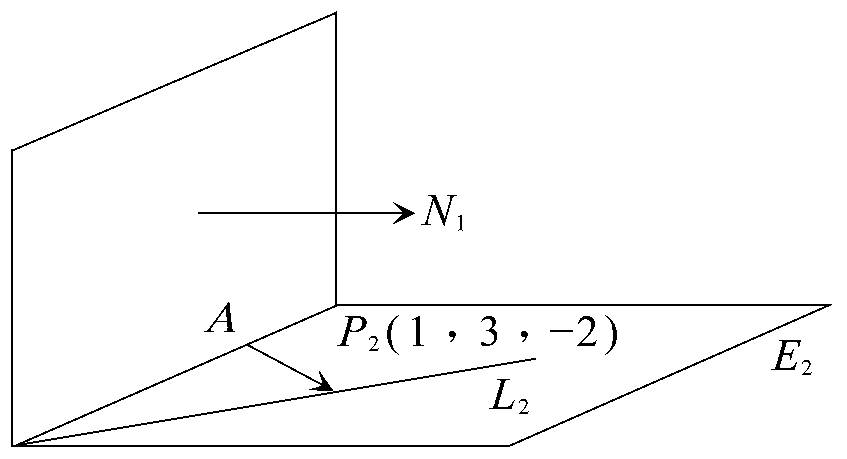 N₁
A
P₂(1，3，−2)
E₂
L₂